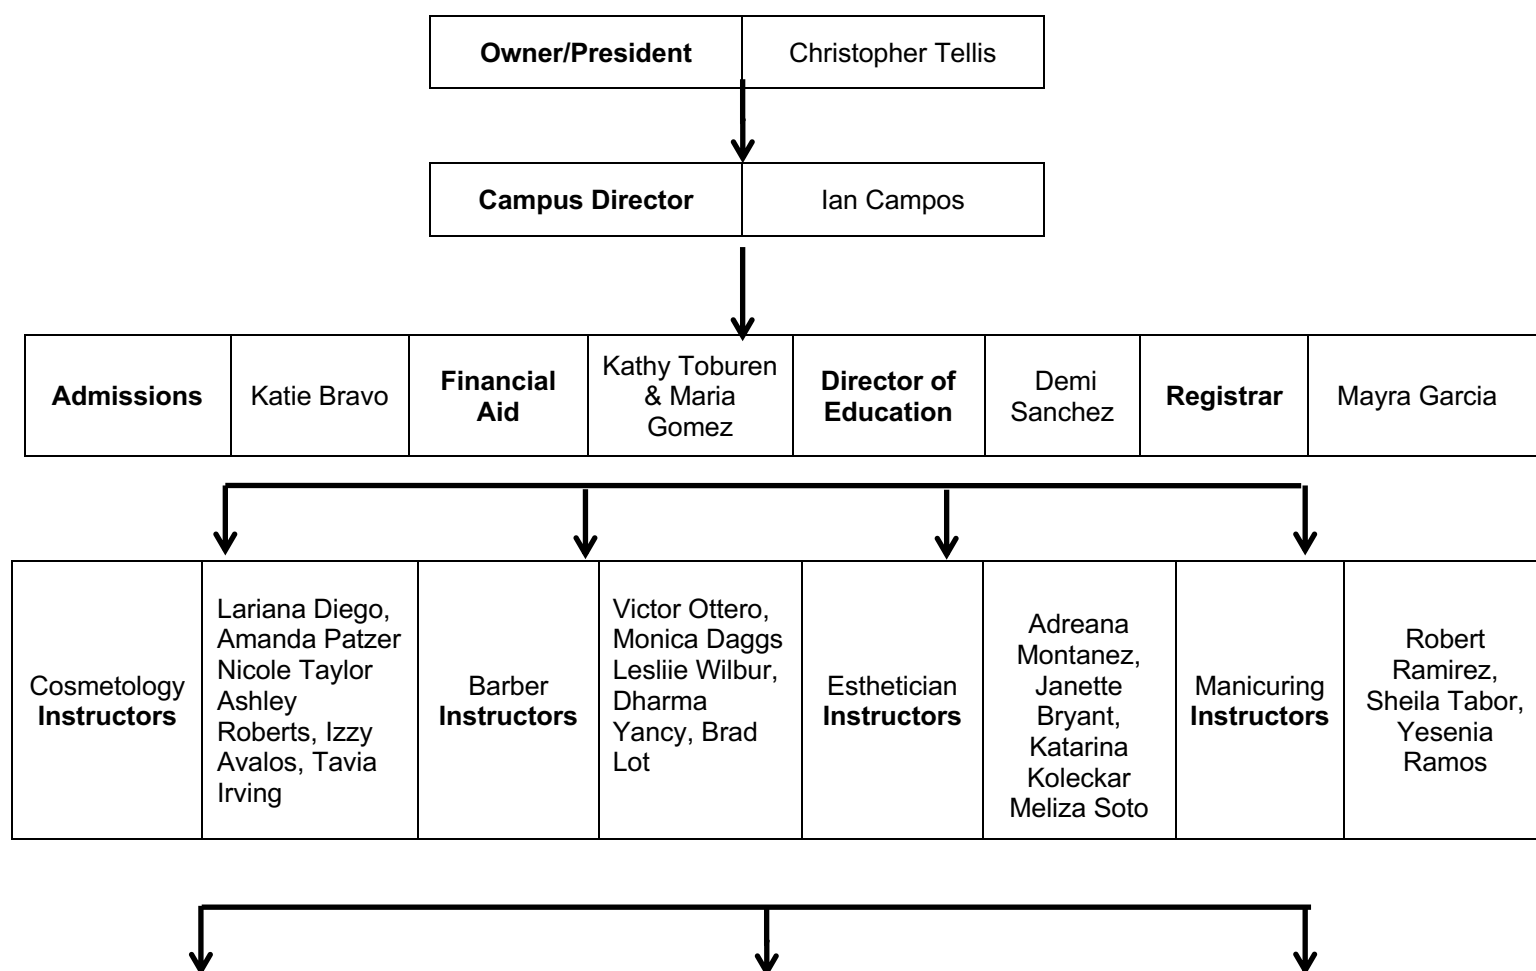 Owner/President
Christopher Tellis
Campus Director
Ian Campos
Admissions
Katie Bravo
Financial
Aid
Kathy Toburen
& Maria
Gomez
Director of
Education
Demi
Sanchez
Registrar
Mayra Garcia
Cosmetology
Instructors
Lariana Diego,
Amanda Patzer
Nicole Taylor
Ashley
Roberts, Izzy
Avalos, Tavia
Irving
Barber
Instructors
Victor Ottero,
Monica Daggs
Lesliie Wilbur,
Dharma
Yancy, Brad
Lot
Esthetician
Instructors
Adreana
Montanez,
Janette
Bryant,
Katarina
Koleckar
Meliza Soto
Manicuring
Instructors
Robert
Ramirez,
Sheila Tabor,
Yesenia
Ramos